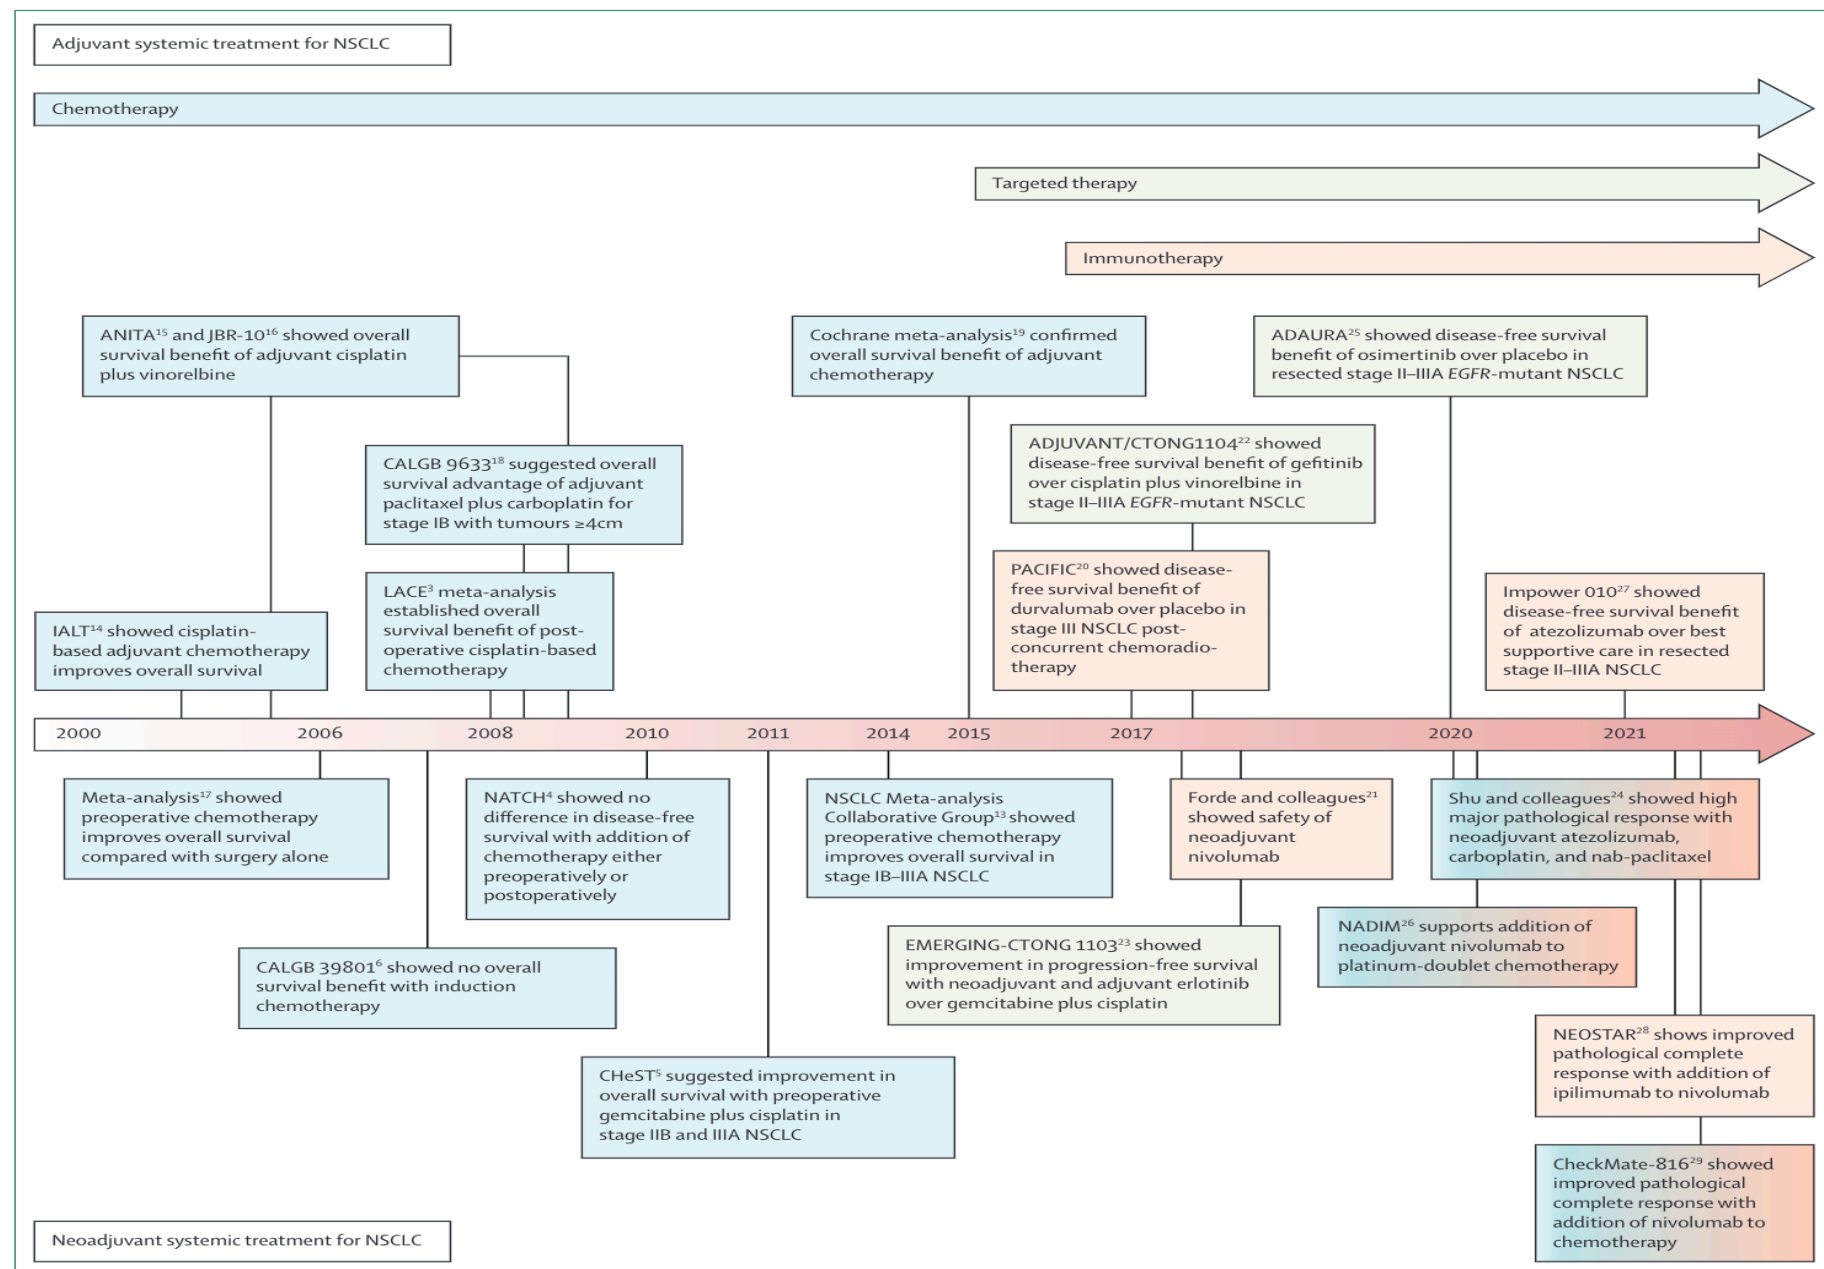 Adjuvant systemic treatment for NSCLC
Chemotherapy
Targeted therapy
Immunotherapy
ANITA15 and JBR-1016 showed overall
survival benefit of adjuvant cisplatin
plus vinorelbine
Cochrane meta-analysis19 confirmed
overall survival benefit of adjuvant
chemotherapy
ADAURA25 showed disease-free survival
benefit of osimertinib over placebo in
resected stage II–IIIA EGFR-mutant NSCLC
CALGB 963318 suggested overall
survival advantage of adjuvant
paclitaxel plus carboplatin for
stage IB with tumours ≥4cm
ADJUVANT/CTONG110422 showed
disease-free survival benefit of gefitinib
over cisplatin plus vinorelbine in
stage II–IIIA EGFR-mutant NSCLC
IALT14 showed cisplatin-
based adjuvant chemotherapy
improves overall survival
LACE3 meta-analysis
established overall
survival benefit of post-
operative cisplatin-based
chemotherapy
PACIFIC20 showed disease-
free survival benefit of
durvalumab over placebo in
stage III NSCLC post-
concurrent chemoradio-
therapy
Impower 01027 showed
disease-free survival benefit
of atezolizumab over best
supportive care in resected
stage II–IIIA NSCLC
2000 2006 2008 2010 2011 2014 2015 2017 2020 2021
Meta-analysis17 showed
preoperative chemotherapy
improves overall survival
compared with surgery alone
NATCH4 showed no
difference in disease-free
survival with addition of
chemotherapy either
preoperatively or
postoperatively
NSCLC Meta-analysis
Collaborative Group13 showed
preoperative chemotherapy
improves overall survival in
stage IB–IIIA NSCLC
Forde and colleagues21
showed safety of
neoadjuvant
nivolumab
Shu and colleagues24 showed high
major pathological response with
neoadjuvant atezolizumab,
carboplatin, and nab-paclitaxel
CALGB 398016 showed no overall
survival benefit with induction
chemotherapy
EMERGING-CTONG 110323 showed
improvement in progression-free survival
with neoadjuvant and adjuvant erlotinib
over gemcitabine plus cisplatin
NADIM26 supports addition of
neoadjuvant nivolumab to
platinum-doublet chemotherapy
CHeST5 suggested improvement in
overall survival with preoperative
gemcitabine plus cisplatin in
stage IIB and IIIA NSCLC
NEOSTAR28 shows improved
pathological complete
response with addition of
ipilimumab to nivolumab
CheckMate-81629 showed
improved pathological
complete response with
addition of nivolumab to
chemotherapy
Neoadjuvant systemic treatment for NSCLC